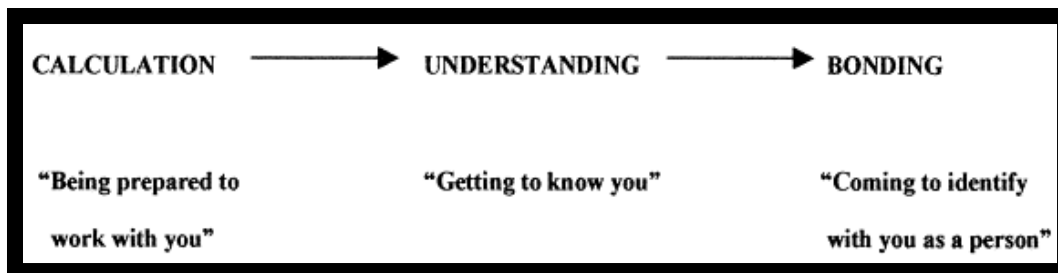 CALCULATION UNDERSTANDING BONDING
“Being prepared to “Getting to know you” “Coming to identify
work with you” with you as a person”